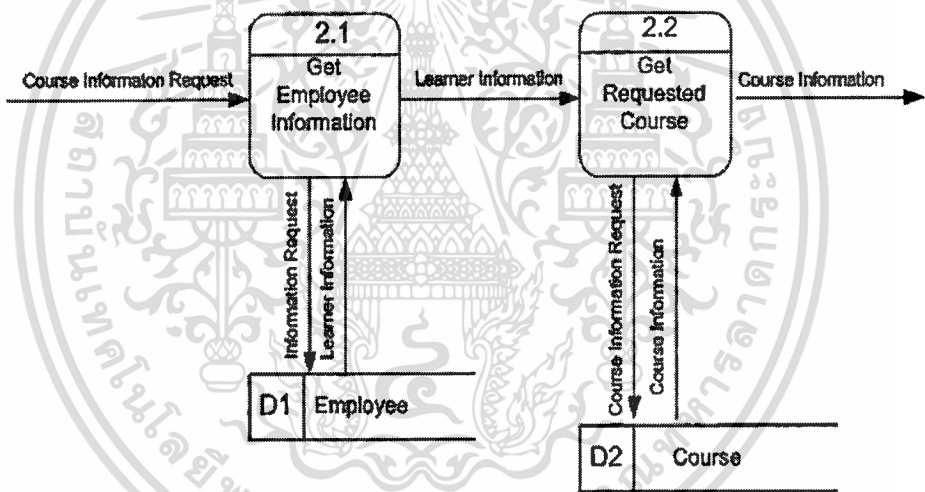 2.1
Get
Employee
Information
2.2
Get
Requested
Course
Course Informaion Request
Learner Information
Course Information
Information Request
Learner Information
Course Information Request
Course Information
D1 Employee
D2 Course